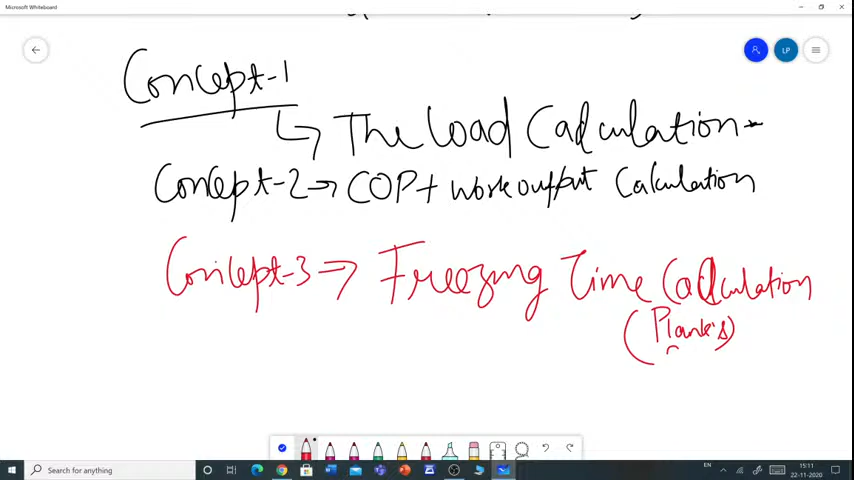 Microsoft Whiteboard
LP
Concept-1
The Load Calculation-
Concept-2 → COP + work output Calculation
Concept-3 → Freezing Time Calculation
(Plank's)
Search for anything
EN
15:11
22-11-2020